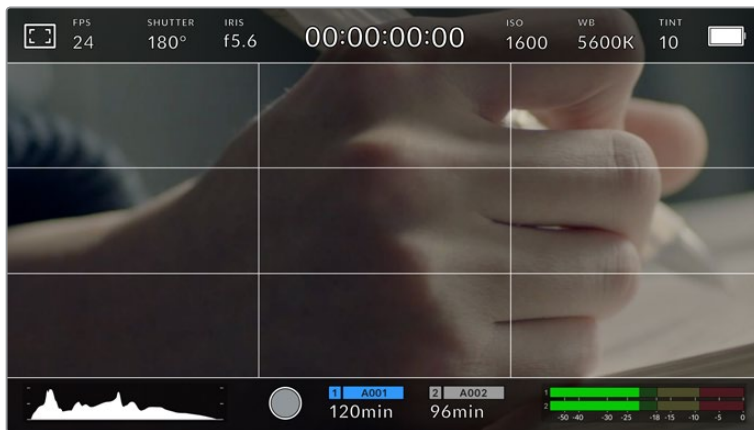 FPS SHUTTER IRIS ISO WB TINT
24 180° f5.6 00:00:00:00 1600 5600K 10
1 A001 2 A002
120min 96min
1
2
-50 -40 -30 -25 -18 -15 -10 -5 0